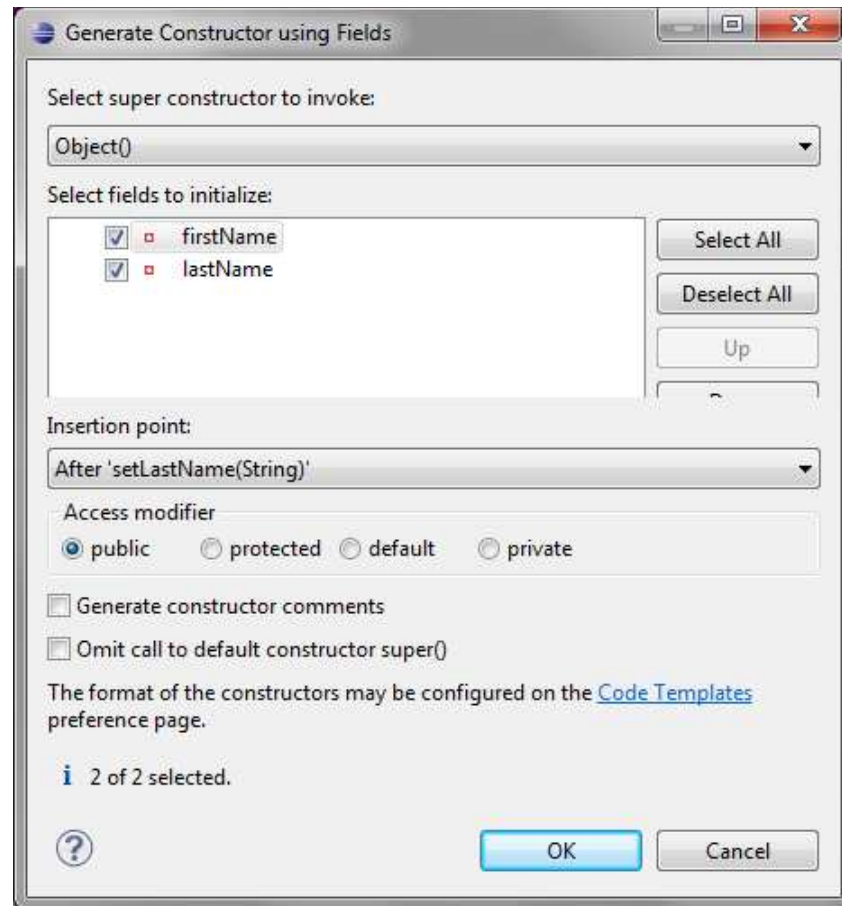 Generate Constructor using Fields
Select super constructor to invoke:
Object()
Select fields to initialize:
firstName
lastName
Select All
Deselect All
Up
Insertion point:
After 'setLastName(String)'
Access modifier
public protected default private
Generate constructor comments
Omit call to default constructor super()
The format of the constructors may be configured on the Code Templates
preference page.
i 2 of 2 selected.
?
OK Cancel